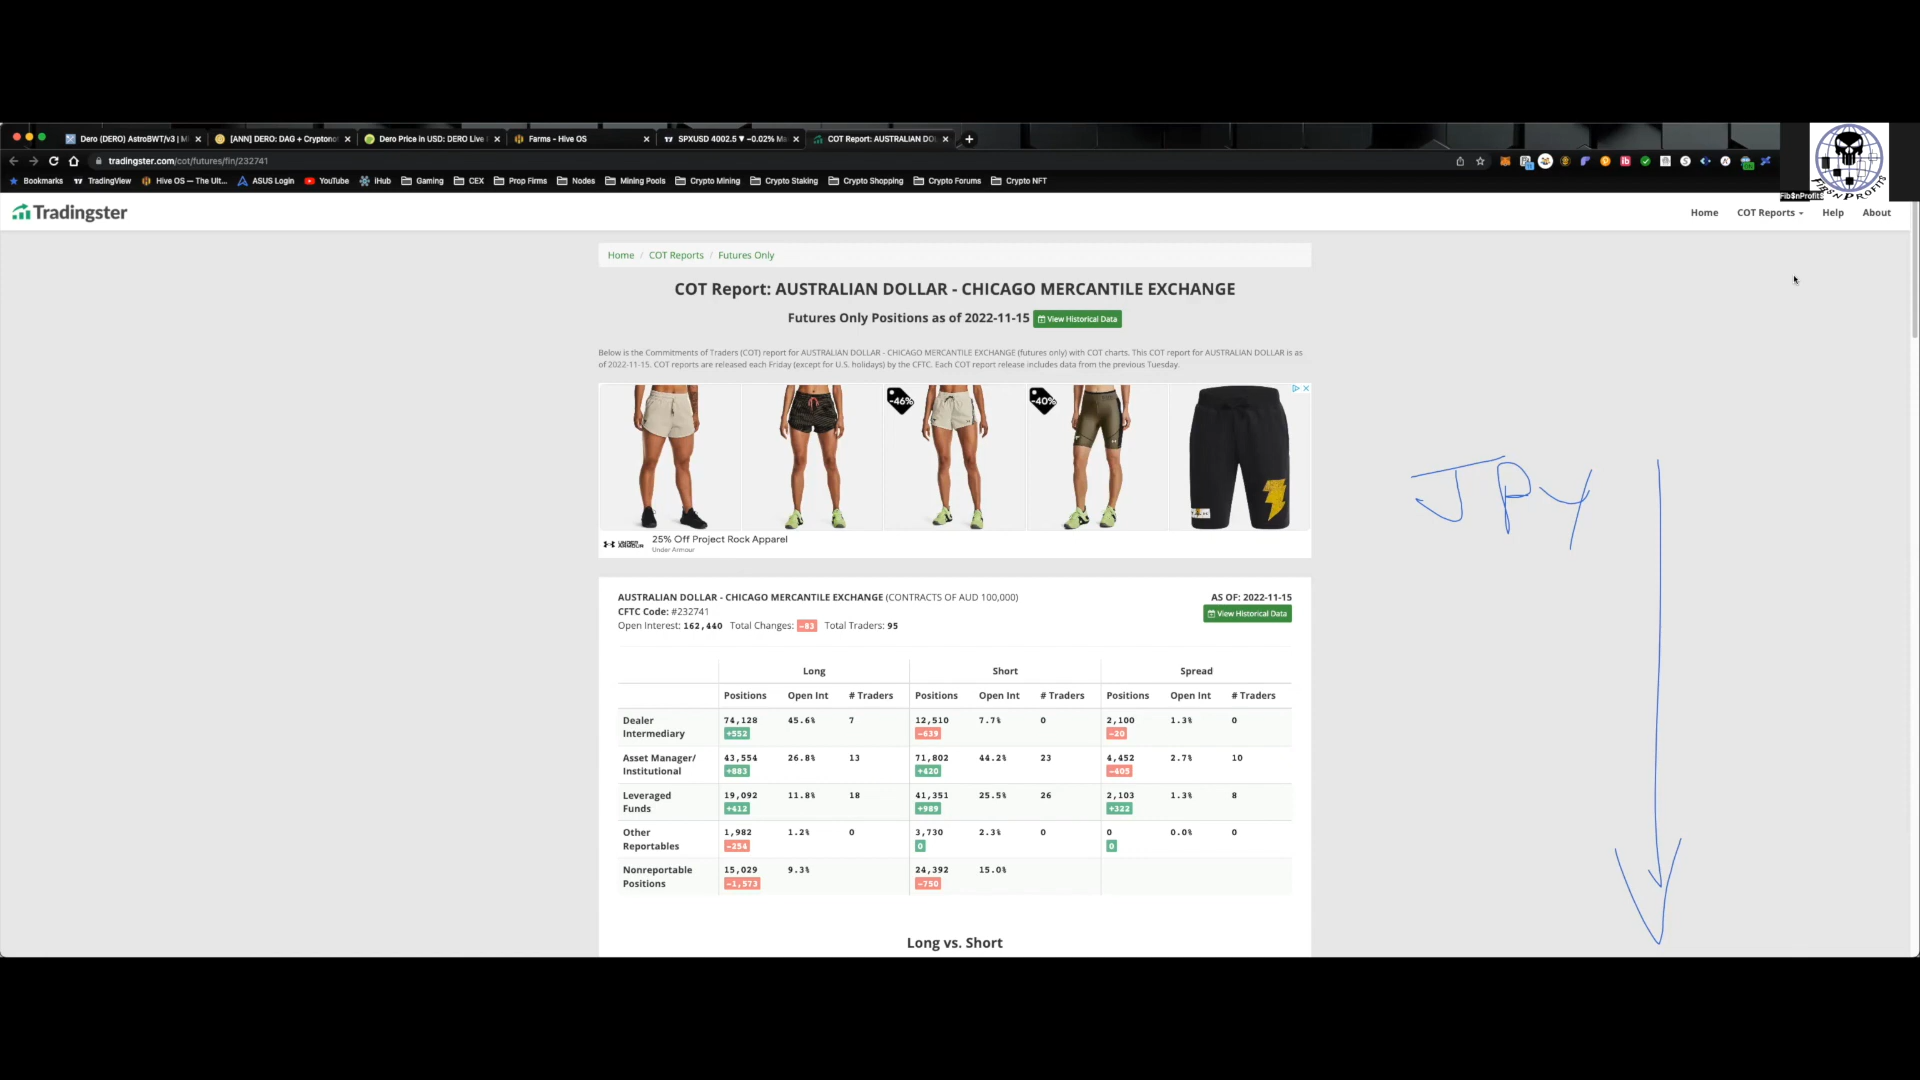 Dero (DERO) AstroBWT/v3 | M
[ANN] DERO: DAG + Cryptono
Dero Price in USD: DERO Live
Farms - Hive OS
SPXUSD 4002.5 ▼ −0.02% Ma
COT Report: AUSTRALIAN DOL
tradingster.com/cot/futures/fin/232741
Bookmarks TradingView Hive OS — The Ult... ASUS Login YouTube IHub Gaming CEX Prop Firms Nodes Mining Pools Crypto Mining Crypto Staking Crypto Shopping Crypto Forums Crypto NFT
FIBS'N'PROFITS
Fib$nProfits
Tradingster
Home COT Reports Help About
Home / COT Reports / Futures Only
COT Report: AUSTRALIAN DOLLAR - CHICAGO MERCANTILE EXCHANGE
Futures Only Positions as of 2022-11-15 View Historical Data
Below is the Commitments of Traders (COT) report for AUSTRALIAN DOLLAR - CHICAGO MERCANTILE EXCHANGE (futures only) with COT charts. This COT report for AUSTRALIAN DOLLAR is as
of 2022-11-15. COT reports are released each Friday (except for U.S. holidays) by the CFTC. Each COT report release includes data from the previous Tuesday.
-46%
-40%
25% Off Project Rock Apparel
UNDER ARMOUR
Under Armour
JPY
AUSTRALIAN DOLLAR - CHICAGO MERCANTILE EXCHANGE (CONTRACTS OF AUD 100,000)
AS OF: 2022-11-15
CFTC Code: #232741
View Historical Data
Open Interest: 162,440 Total Changes: -83 Total Traders: 95
Long Short Spread
Positions Open Int # Traders Positions Open Int # Traders Positions Open Int # Traders
Dealer Intermediary 74,128 45.6% 7 12,510 7.7% 0 2,100 1.3% 0
+552 -639 -20
Asset Manager/ Institutional 43,554 26.8% 13 71,802 44.2% 23 4,452 2.7% 10
+883 +420 -405
Leveraged Funds 19,092 11.8% 18 41,351 25.5% 26 2,103 1.3% 8
+412 +989 +322
Other Reportables 1,982 1.2% 0 3,730 2.3% 0 0 0.0% 0
-254 0 0
Nonreportable Positions 15,029 9.3% 24,392 15.0%
-1,573 -750
Long vs. Short